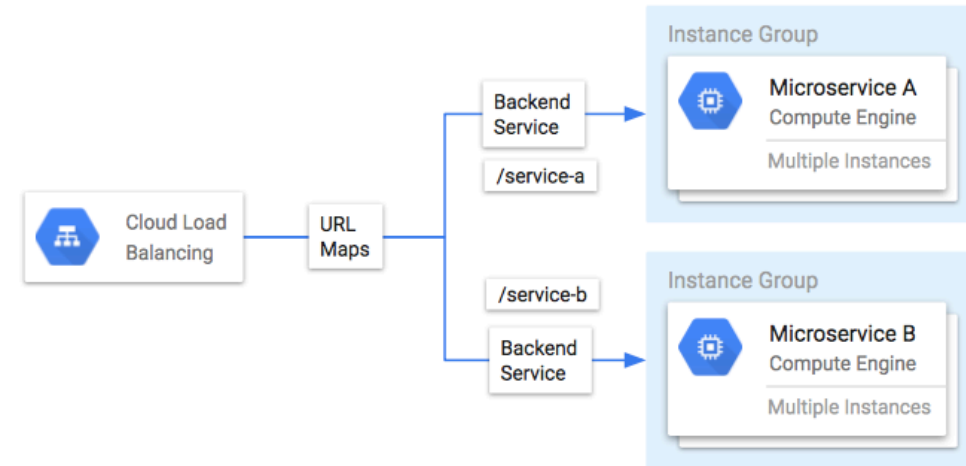 Instance Group
Microservice A
Compute Engine
Multiple Instances
Backend
Service
/service-a
Cloud Load
Balancing
URL
Maps
/service-b
Backend
Service
Instance Group
Microservice B
Compute Engine
Multiple Instances